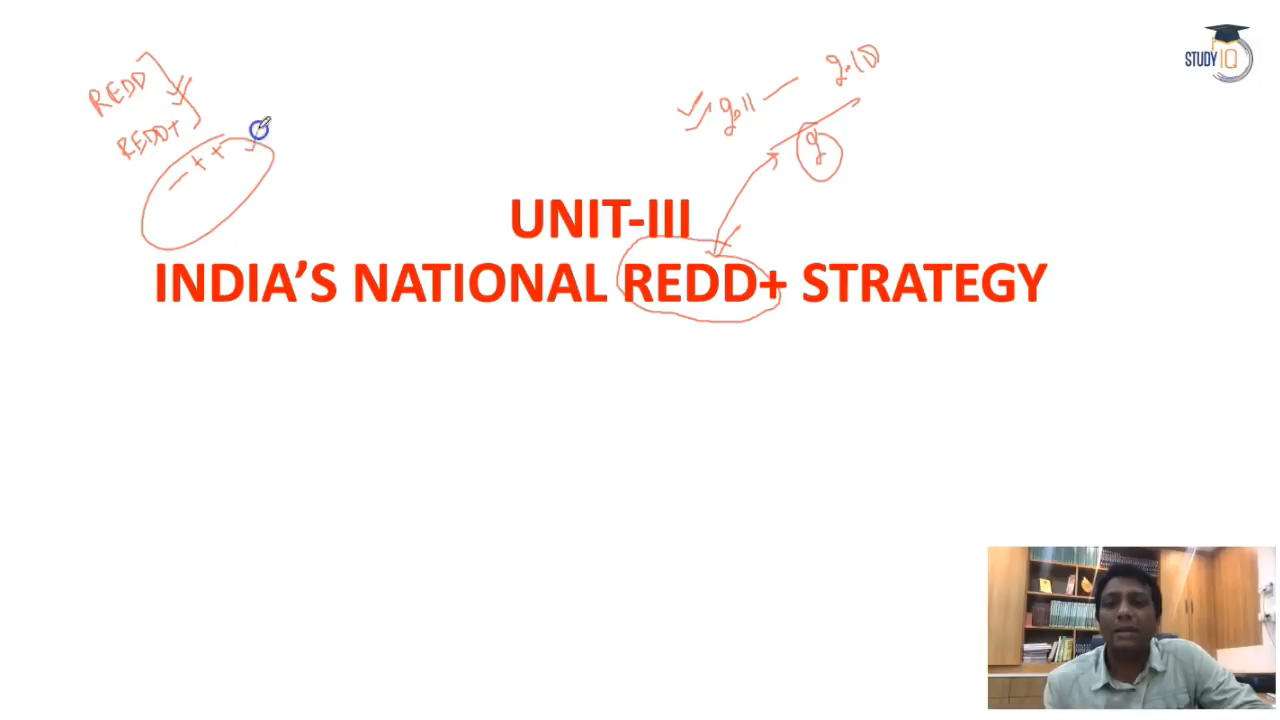 STUDY IQ
REDD
REDD+
++
UNIT-III
INDIA'S NATIONAL REDD+ STRATEGY